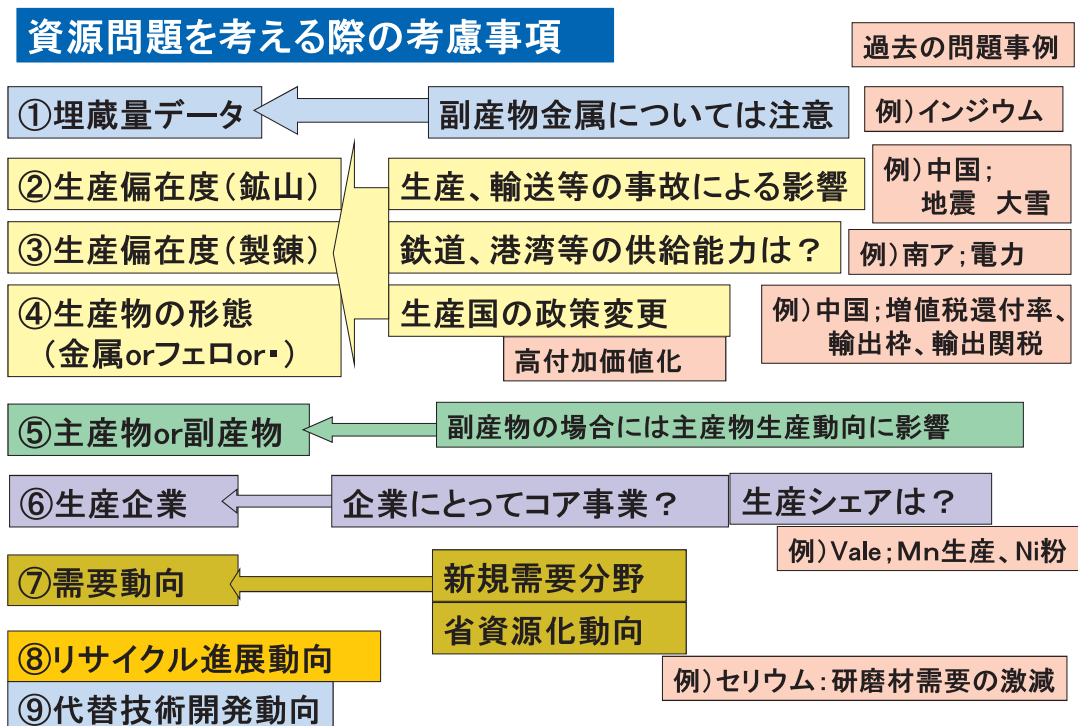 資源問題を考える際の考慮事項
過去の問題事例
①埋蔵量データ
副産物金属については注意
例)インジウム
②生産偏在度(鉱山)
生産、輸送等の事故による影響
例)中国;
地震 大雪
③生産偏在度(製錬)
鉄道、港湾等の供給能力は?
例)南ア;電力
④生産物の形態
(金属orフェロor・)
生産国の政策変更
高付加価値化
例)中国;増値税還付率、
輸出枠、輸出関税
⑤主産物or副産物
副産物の場合には主産物生産動向に影響
⑥生産企業
企業にとってコア事業?
生産シェアは?
例)Vale;Mn生産、Ni粉
⑦需要動向
新規需要分野
省資源化動向
⑧リサイクル進展動向
例)セリウム:研磨材需要の激減
⑨代替技術開発動向